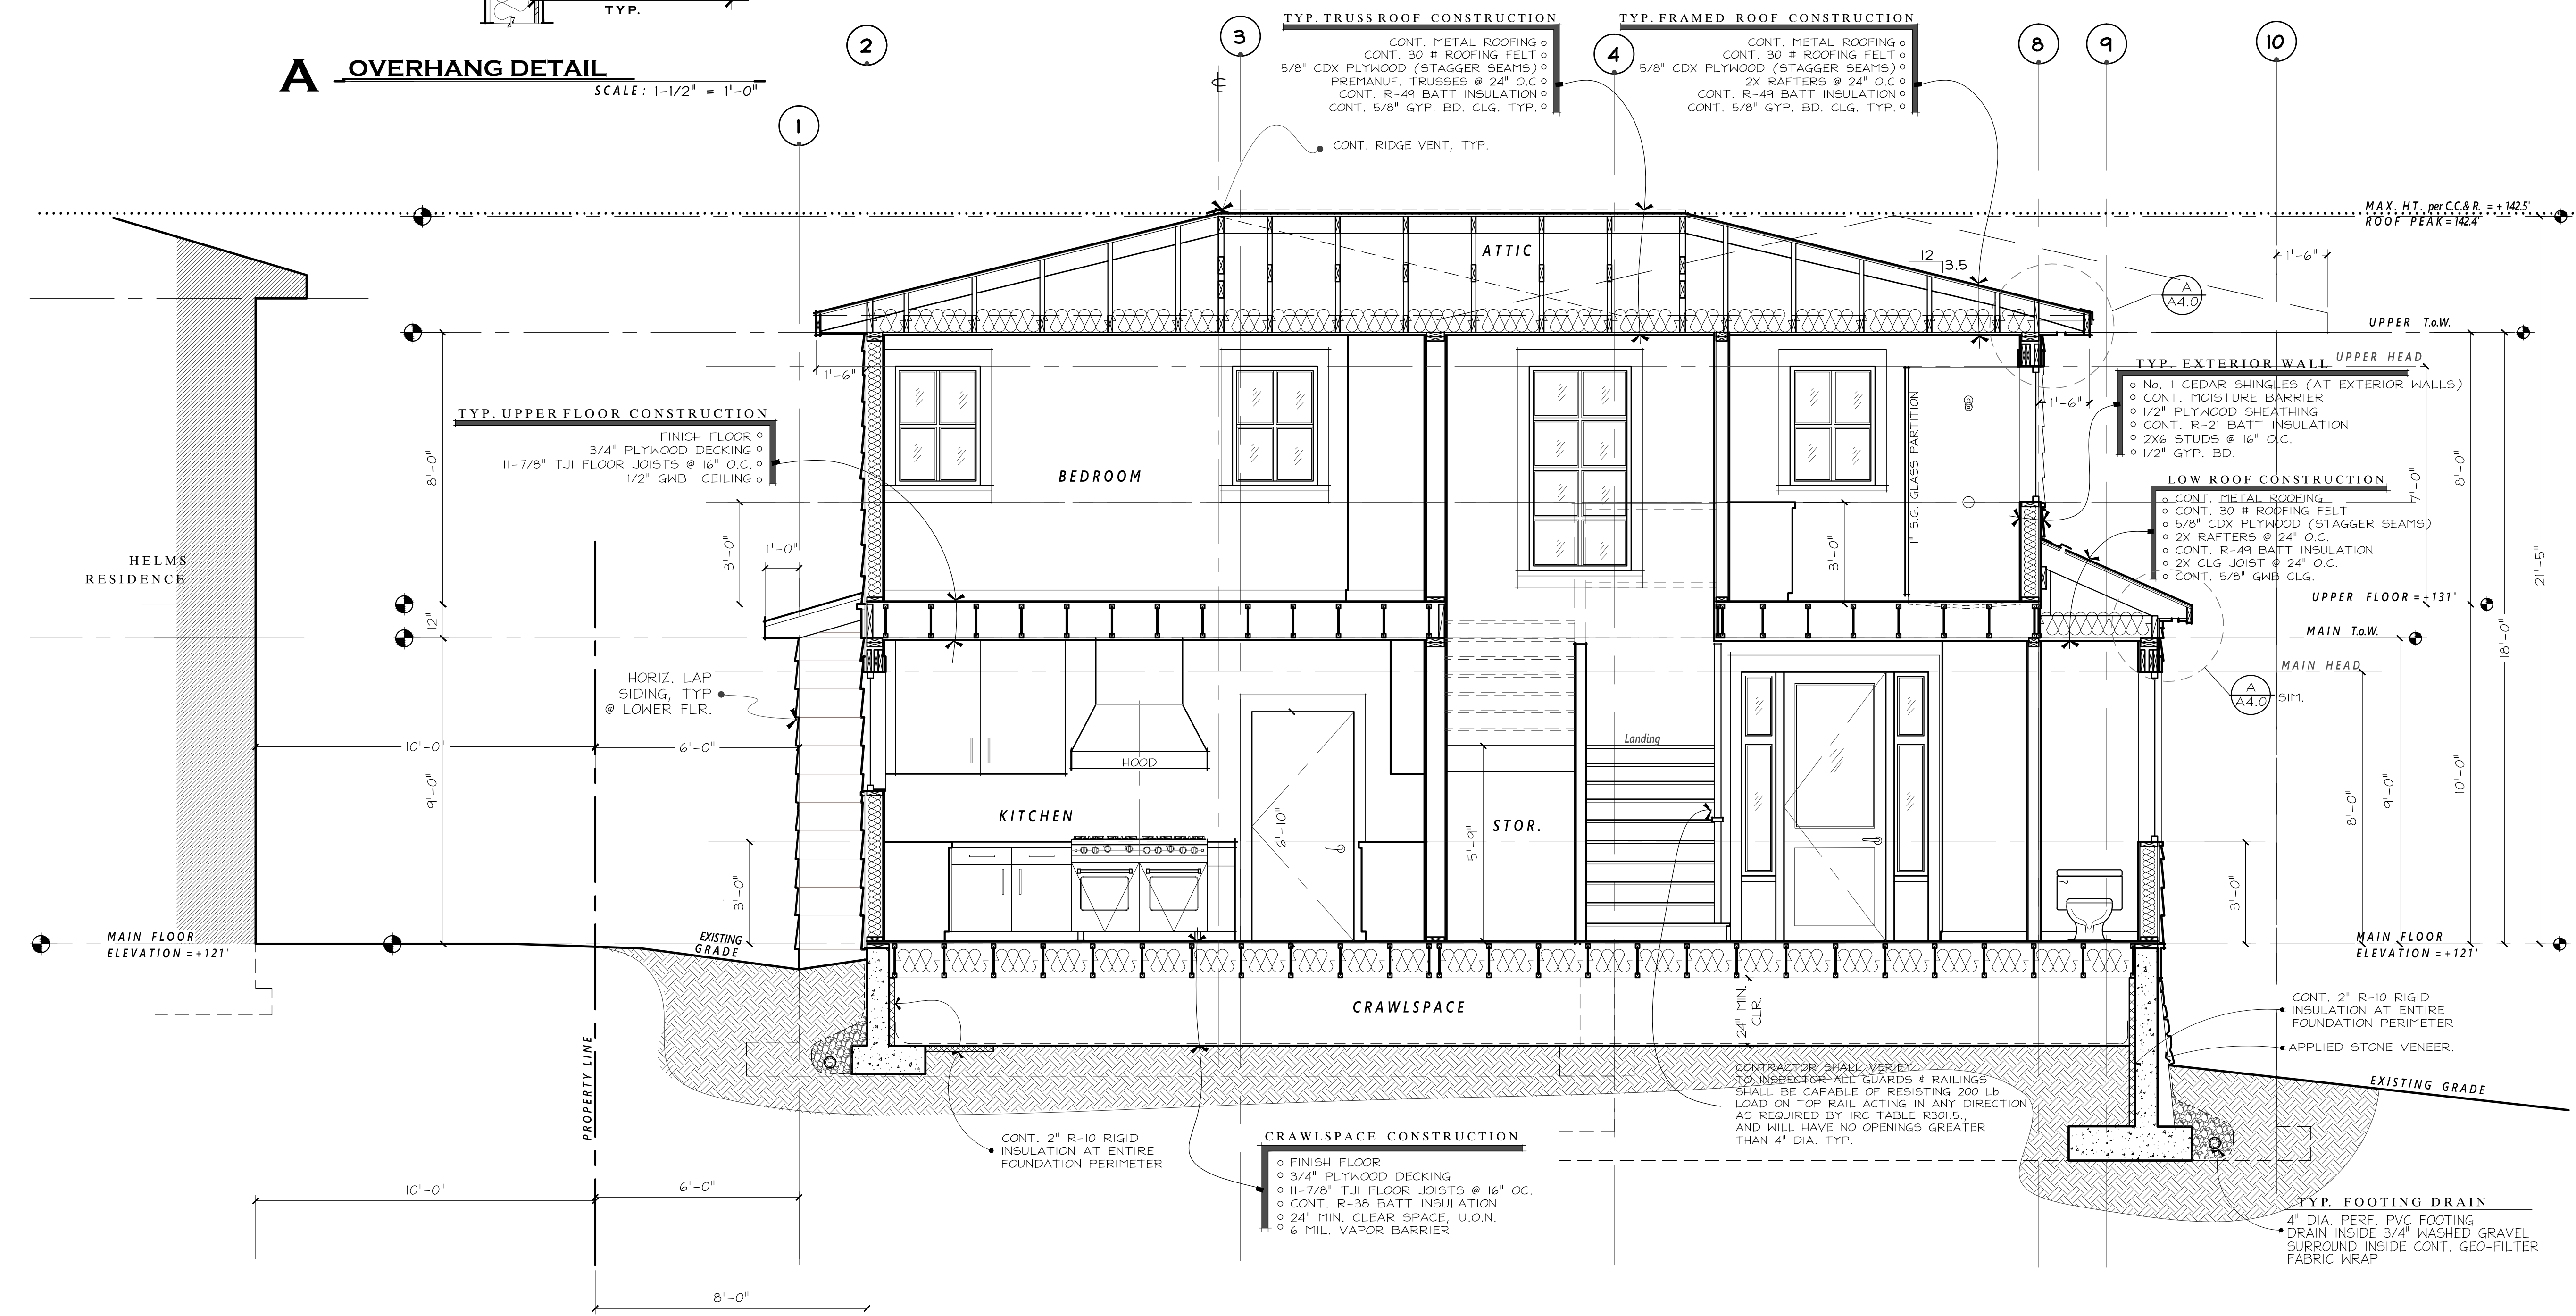 TYP.
A OVERHANG DETAIL
SCALE: 1-1/2" = 1'-0"
1
2
3
4
8
9
10
TYP. TRUSS ROOF CONSTRUCTION
CONT. METAL ROOFING
CONT. 30 # ROOFING FELT
5/8" CDX PLYWOOD (STAGGER SEAMS)
PREMANUF. TRUSSES @ 24" O.C
CONT. R-49 BATT INSULATION
CONT. 5/8" GYP. BD. CLG. TYP.
TYP. FRAMED ROOF CONSTRUCTION
CONT. METAL ROOFING
CONT. 30 # ROOFING FELT
5/8" CDX PLYWOOD (STAGGER SEAMS)
2X RAFTERS @ 24" O.C
CONT. R-49 BATT INSULATION
CONT. 5/8" GYP. BD. CLG. TYP.
CONT. RIDGE VENT, TYP.
MAX. HT. per C.C.& R. = + 142.5'
ROOF PEAK = 142.4'
ATTIC
12
3.5
1'-6"
A
A4.0
UPPER T.o.W.
UPPER HEAD
1'-6"
1'-6"
TYP. EXTERIOR WALL
No. 1 CEDAR SHINGLES (AT EXTERIOR WALLS)
CONT. MOISTURE BARRIER
1/2" PLYWOOD SHEATHING
CONT. R-21 BATT INSULATION
2X6 STUDS @ 16" O.C.
1/2" GYP. BD.
TYP. UPPER FLOOR CONSTRUCTION
FINISH FLOOR
3/4" PLYWOOD DECKING
11-7/8" TJI FLOOR JOISTS @ 16" O.C.
1/2" GWB CEILING
BEDROOM
1" S.G. GLASS PARTITION
LOW ROOF CONSTRUCTION
CONT. METAL ROOFING
CONT. 30 # ROOFING FELT
5/8" CDX PLYWOOD (STAGGER SEAMS)
2X RAFTERS @ 24" O.C.
CONT. R-49 BATT INSULATION
2X CLG JOIST @ 24" O.C.
CONT. 5/8" GWB CLG.
8'-0"
7'-0"
8'-0"
3'-0"
3'-0"
1'-0"
21'-5"
HELMS
RESIDENCE
12"
UPPER FLOOR = +131'
MAIN T.o.W.
18'-0"
MAIN HEAD
A
A4.0
SIM.
HORIZ. LAP
SIDING, TYP
@ LOWER FLR.
10'-0"
6'-0"
9'-0"
HOOD
Landing
KITCHEN
6'-10"
5'-9"
STOR.
8'-0"
9'-0"
10'-0"
3'-0"
3'-0"
MAIN FLOOR
ELEVATION = +121'
EXISTING
GRADE
MAIN FLOOR
ELEVATION = +121'
CRAWLSPACE
24" MIN.
CLR.
CONT. 2" R-10 RIGID
INSULATION AT ENTIRE
FOUNDATION PERIMETER
APPLIED STONE VENEER.
EXISTING GRADE
PROPERTY LINE
CONTRACTOR SHALL VERIFY
TO INSPECTOR ALL GUARDS & RAILINGS
SHALL BE CAPABLE OF RESISTING 200 Lb.
LOAD ON TOP RAIL ACTING IN ANY DIRECTION
AS REQUIRED BY IRC TABLE R301.5.,
AND WILL HAVE NO OPENINGS GREATER
THAN 4" DIA. TYP.
CONT. 2" R-10 RIGID
INSULATION AT ENTIRE
FOUNDATION PERIMETER
CRAWLSPACE CONSTRUCTION
FINISH FLOOR
3/4" PLYWOOD DECKING
11-7/8" TJI FLOOR JOISTS @ 16" OC.
CONT. R-38 BATT INSULATION
24" MIN. CLEAR SPACE, U.O.N.
6 MIL. VAPOR BARRIER
10'-0"
6'-0"
8'-0"
TYP. FOOTING DRAIN
4" DIA. PERF. PVC FOOTING
DRAIN INSIDE 3/4" WASHED GRAVEL
SURROUND INSIDE CONT. GEO-FILTER
FABRIC WRAP